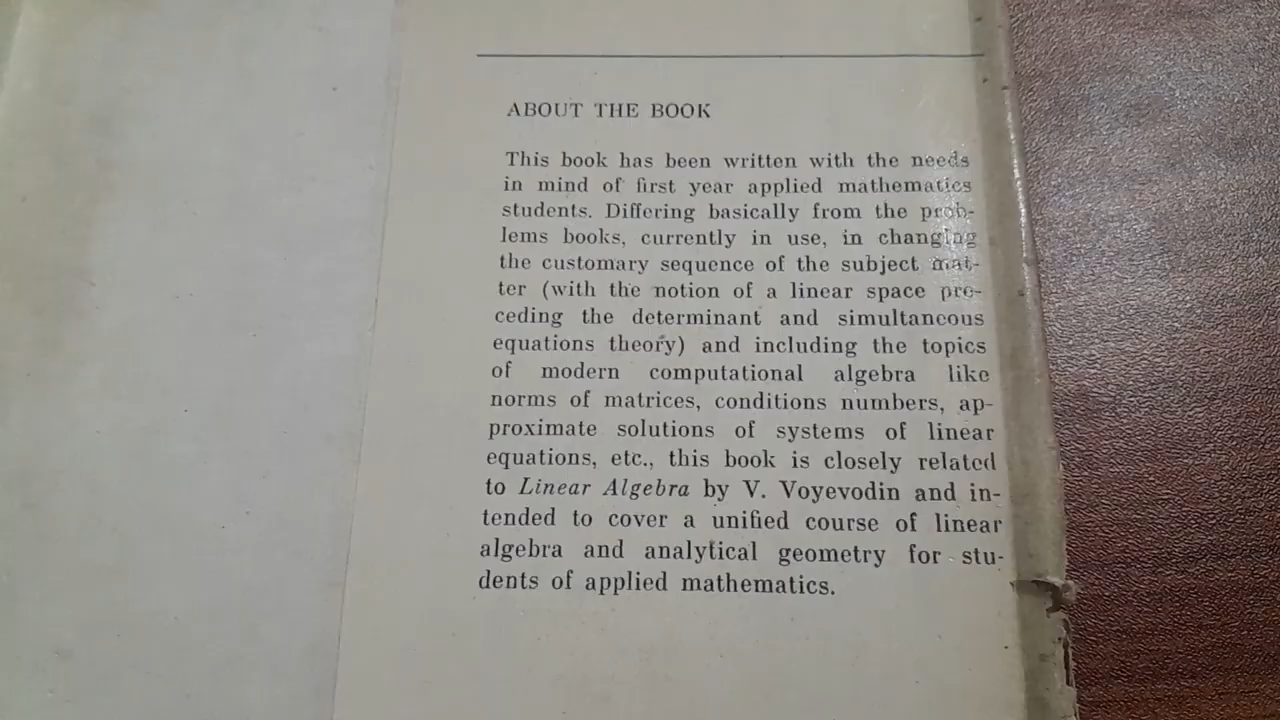 ABOUT THE BOOK
This book has been written with the needs
in mind of first year applied mathematics
students. Differing basically from the prob-
lems books, currently in use, in changing
the customary sequence of the subject mat-
ter (with the notion of a linear space pre-
ceding the determinant and simultaneous
equations theory) and including the topics
of modern computational algebra like
norms of matrices, conditions numbers, ap-
proximate solutions of systems of linear
equations, etc., this book is closely related
to Linear Algebra by V. Voyevodin and in-
tended to cover a unified course of linear
algebra and analytical geometry for stu-
dents of applied mathematics.